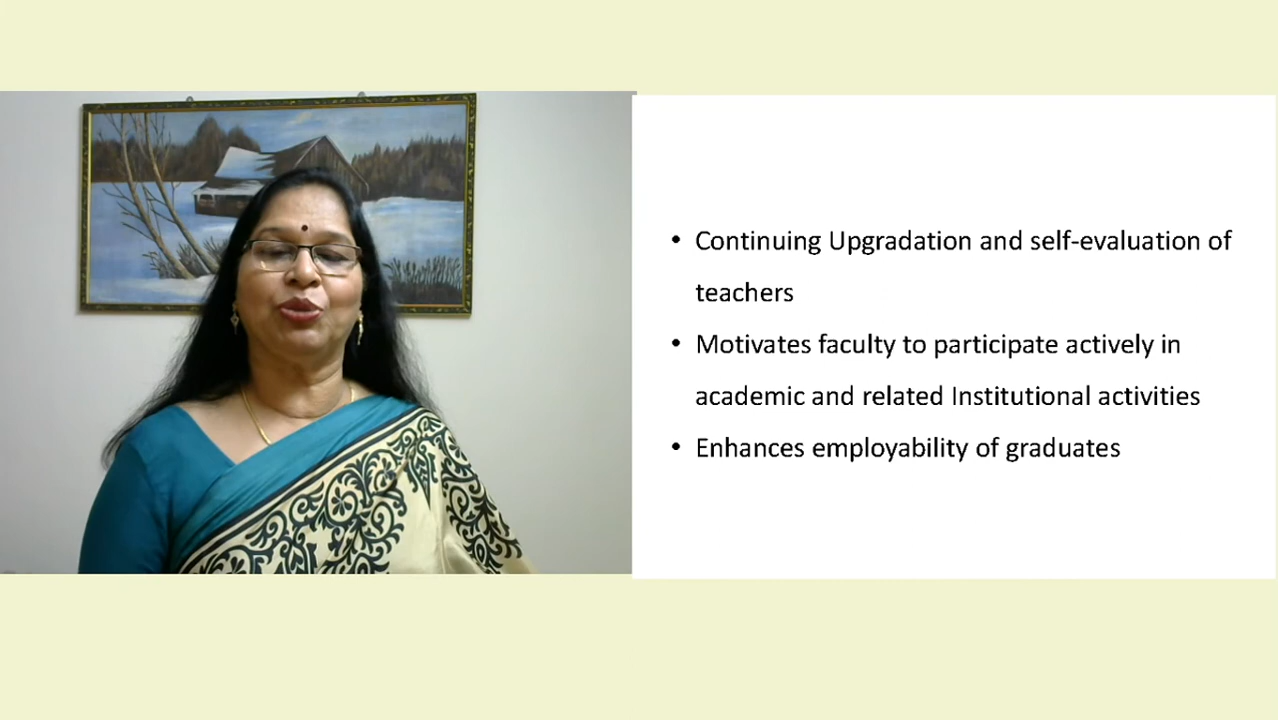 • Continuing Upgradation and self-evaluation of
teachers
• Motivates faculty to participate actively in
academic and related Institutional activities
• Enhances employability of graduates